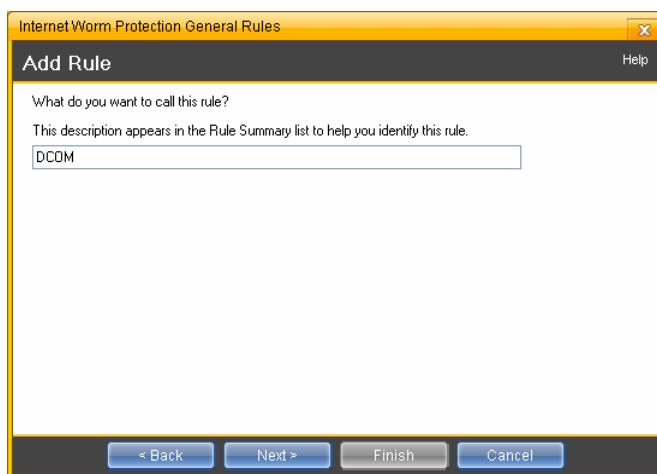 Internet Worm Protection General Rules
X
Add Rule
Help
What do you want to call this rule?
This description appears in the Rule Summary list to help you identify this rule.
DCOM
< Back
Next >
Finish
Cancel